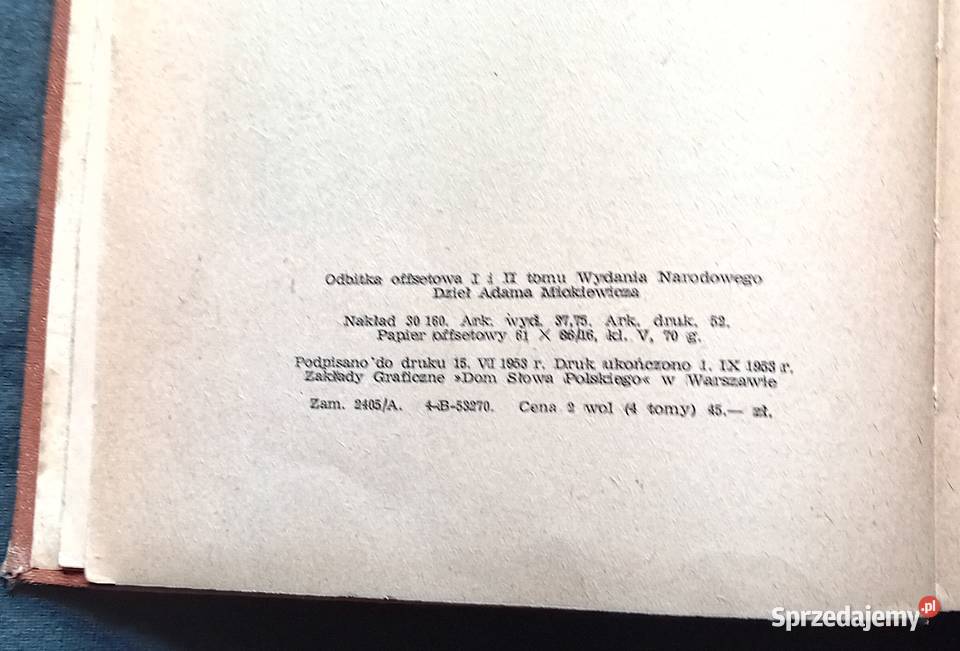 Odbitka offsetowa I i II tomu Wydania Narodowego
Dzieł Adama Mickiewicza
Nakład 30 160. Ark. wyd. 37,75. Ark. druk. 52.
Papier offsetowy 61 X 86/16, kl. V, 70 g.
Podpisano do druku 15. VII 1953 r. Druk ukończono 1. IX 1953 r.
Zakłady Graficzne »Dom Słowa Polskiego« w Warszawie
Zam. 2405/A. 4-B-53270. Cena 2 wol (4 tomy) 45.— zł.
Sprzedajemy.pl